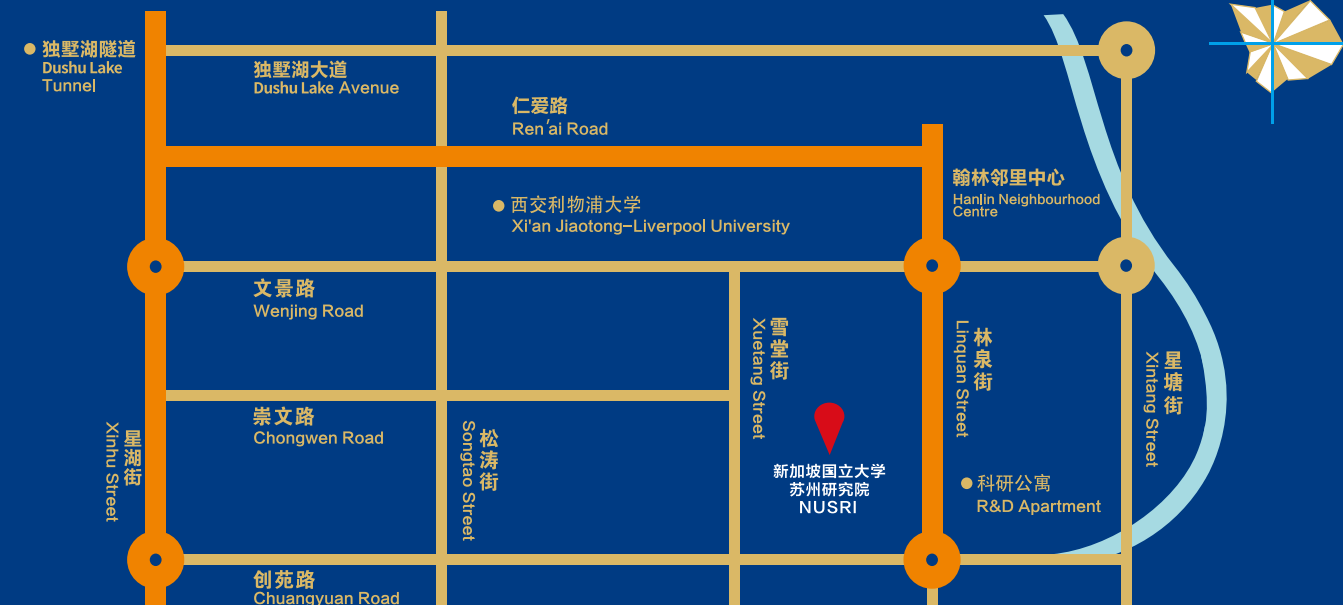 独墅湖隧道
Dushu Lake
Tunnel
独墅湖大道
Dushu Lake Avenue
仁爱路
Ren'ai Road
翰林邻里中心
Hanlin Neighbourhood
Centre
西交利物浦大学
Xi'an Jiaotong-Liverpool University
文景路
Wenjing Road
雪堂街
Xuetang Street
林泉街
Linquan Street
星塘街
Xintang Street
崇文路
Chongwen Road
星湖街
Xinhu Street
松涛街
Songtao Street
新加坡国立大学
苏州研究院
NUSRI
科研公寓
R&D Apartment
创苑路
Chuangyuan Road